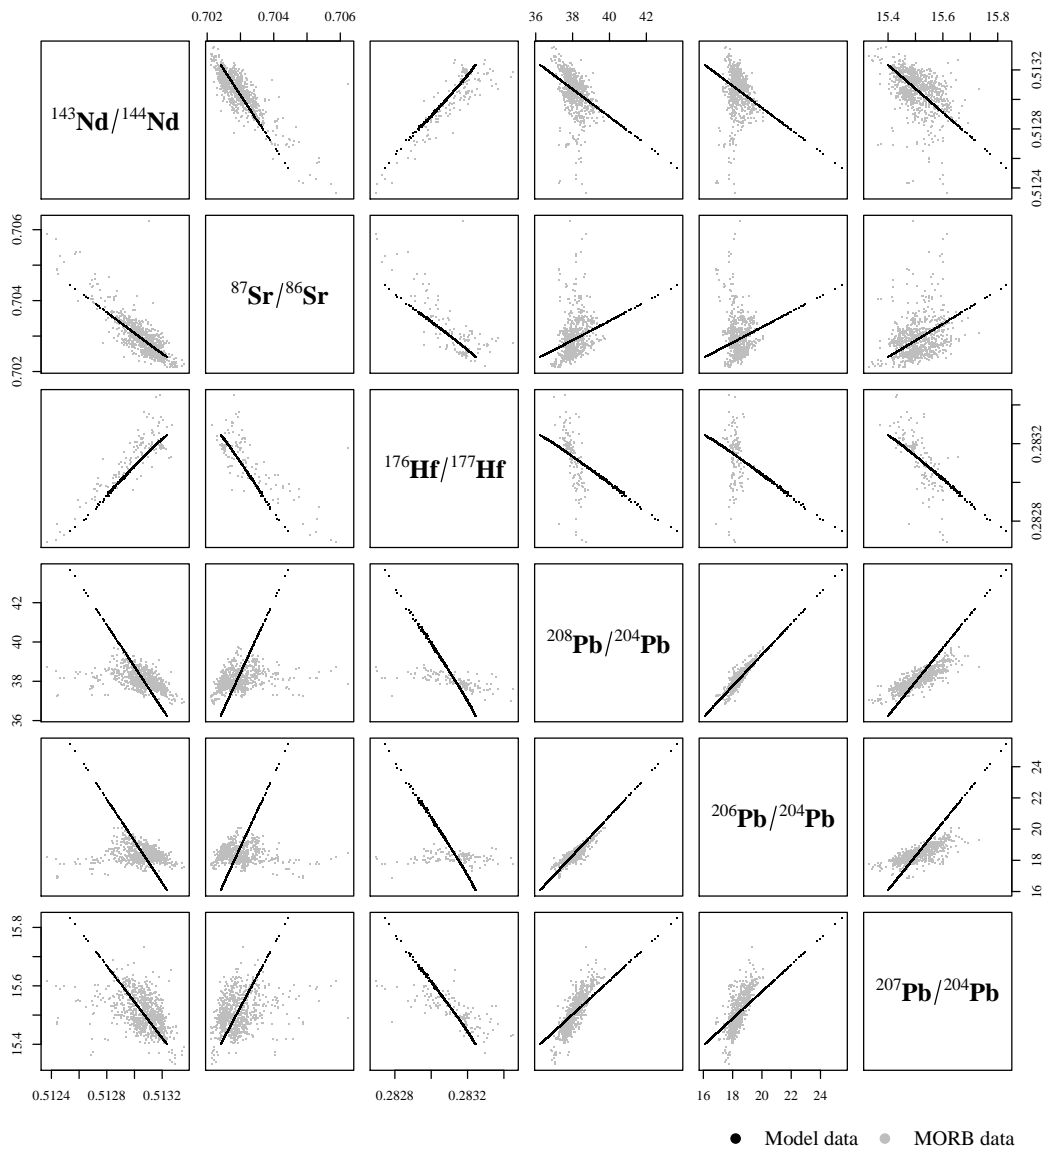 0.702 0.704 0.706 36 38 40 42 15.4 15.6 15.8
¹⁴³Nd/¹⁴⁴Nd
0.5124 0.5128 0.5132
⁸⁷Sr/⁸⁶Sr
0.702 0.704 0.706
¹⁷⁶Hf/¹⁷⁷Hf
0.2828 0.2832
²⁰⁸Pb/²⁰⁴Pb
36 38 40 42
²⁰⁶Pb/²⁰⁴Pb
16 18 20 22 24
²⁰⁷Pb/²⁰⁴Pb
15.4 15.6 15.8
0.5124 0.5128 0.5132 0.2828 0.2832 16 18 20 22 24
Model data MORB data